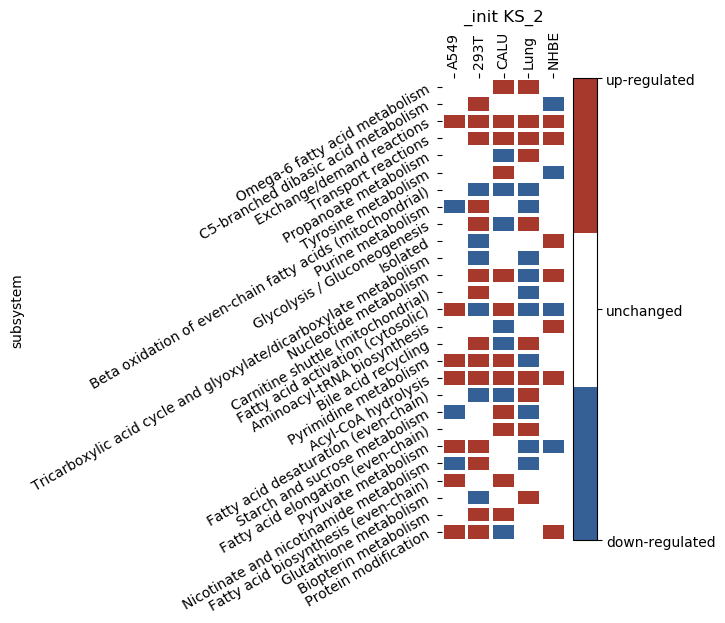 _init KS_2
A549
293T
CALU
Lung
NHBE
Omega-6 fatty acid metabolism
C5-branched dibasic acid metabolism
Exchange/demand reactions
Transport reactions
Propanoate metabolism
Tyrosine metabolism
Beta oxidation of even-chain fatty acids (mitochondrial)
Purine metabolism
Glycolysis / Gluconeogenesis
Isolated
Tricarboxylic acid cycle and glyoxylate/dicarboxylate metabolism
Nucleotide metabolism
Carnitine shuttle (mitochondrial)
Fatty acid activation (cytosolic)
Aminoacyl-tRNA biosynthesis
Bile acid recycling
Pyrimidine metabolism
Acyl-CoA hydrolysis
Fatty acid desaturation (even-chain)
Starch and sucrose metabolism
Fatty acid elongation (even-chain)
Pyruvate metabolism
Nicotinate and nicotinamide metabolism
Fatty acid biosynthesis (even-chain)
Glutathione metabolism
Biopterin metabolism
Protein modification
subsystem
up-regulated
unchanged
down-regulated